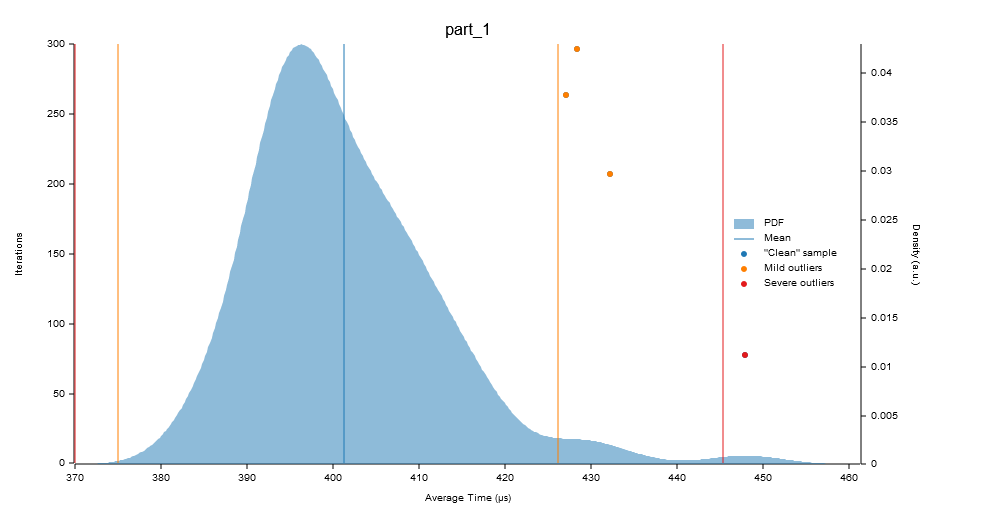 part_1
300
250
200
150
100
50
0
Iterations
0.04
0.035
0.03
0.025
0.02
0.015
0.01
0.005
0
Density (a.u.)
PDF
Mean
"Clean" sample
Mild outliers
Severe outliers
370 380 390 400 410 420 430 440 450 460
Average Time (µs)